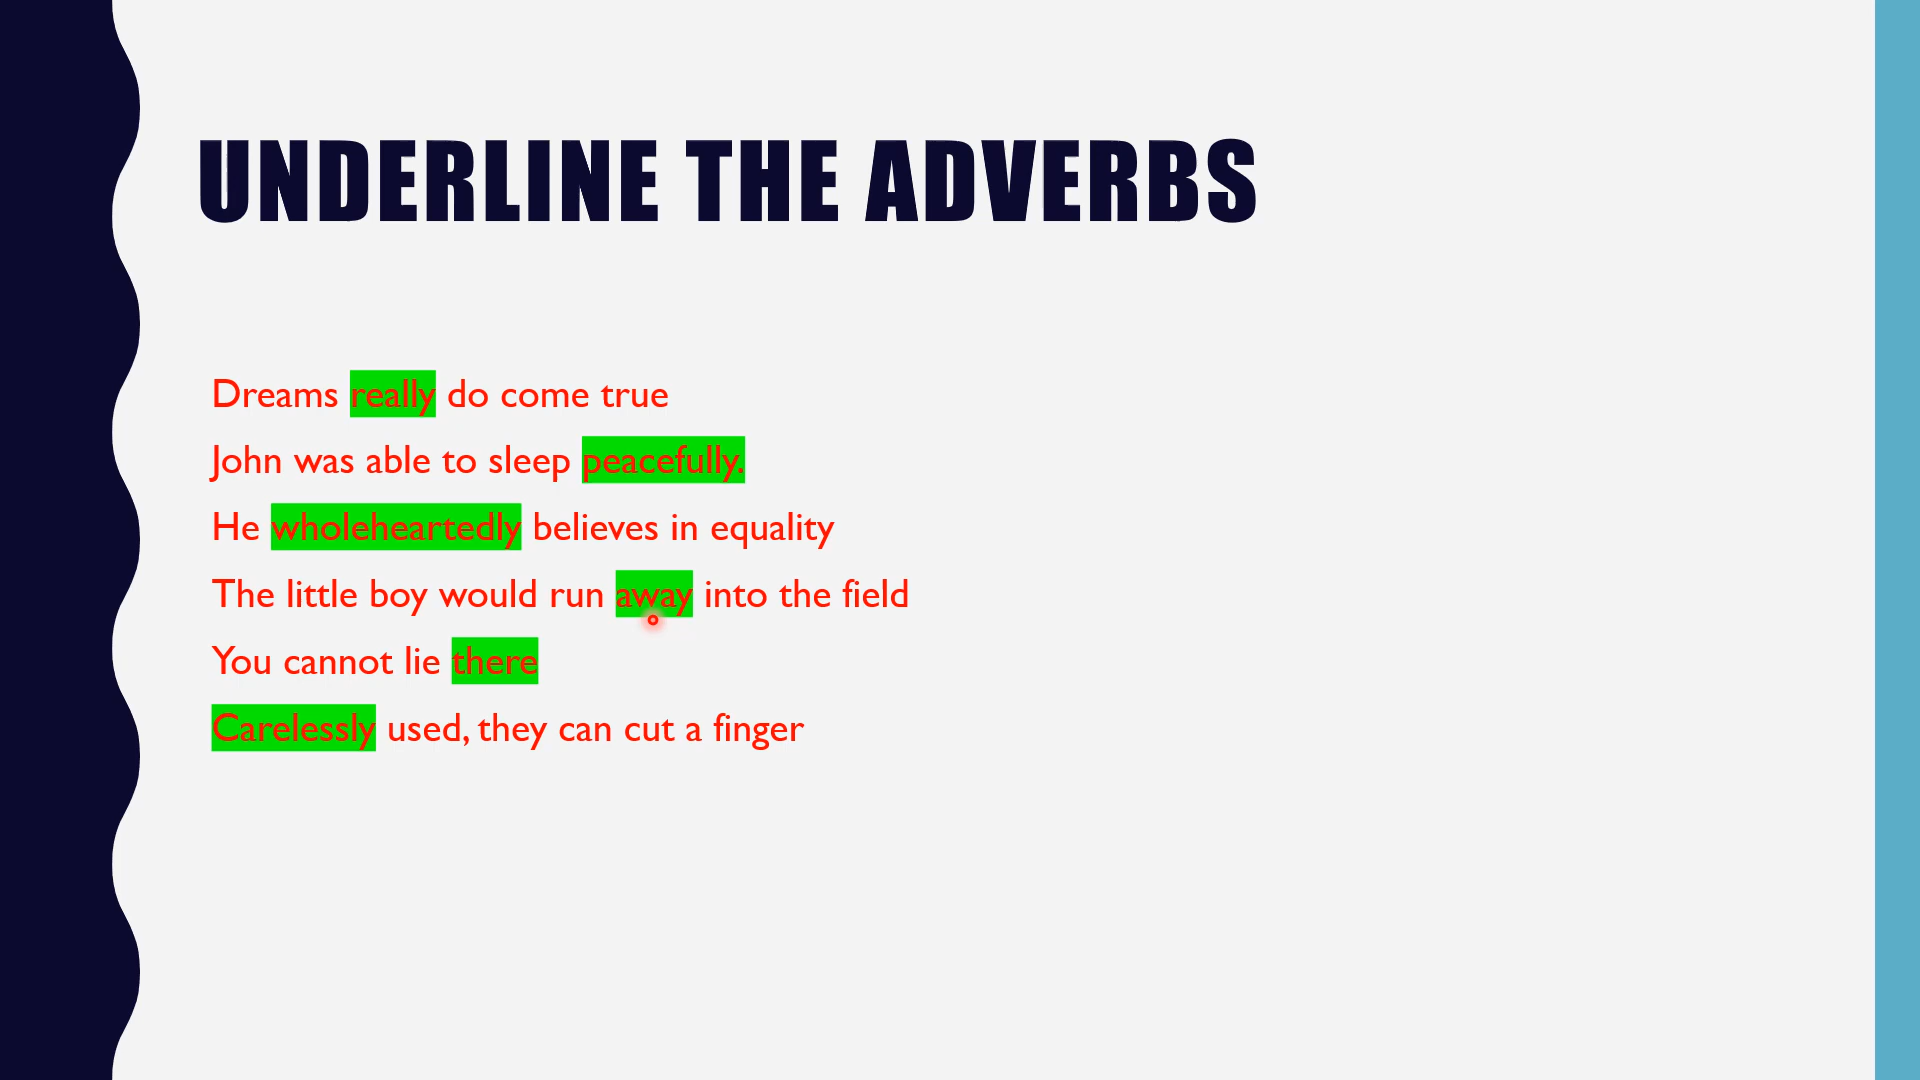 UNDERLINE THE ADVERBS
Dreams really do come true
John was able to sleep peacefully.
He wholeheartedly believes in equality
The little boy would run away into the field
You cannot lie there
Carelessly used, they can cut a finger